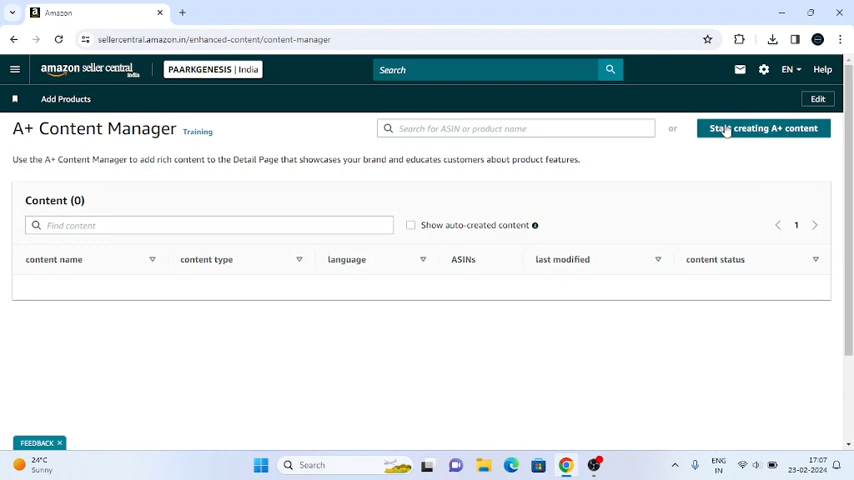 Amazon
sellercentral.amazon.in/enhanced-content/content-manager
amazon seller central
india
PAARKGENESIS | India
Search
EN
Help
Add Products
Edit
A+ Content Manager
Training
Search for ASIN or product name
or
Start creating A+ content
Use the A+ Content Manager to add rich content to the Detail Page that showcases your brand and educates customers about product features.
Content (0)
Find content
Show auto-created content
1
content name
content type
language
ASINs
last modified
content status
FEEDBACK
24°C
Sunny
Search
ENG
IN
17:07
23-02-2024